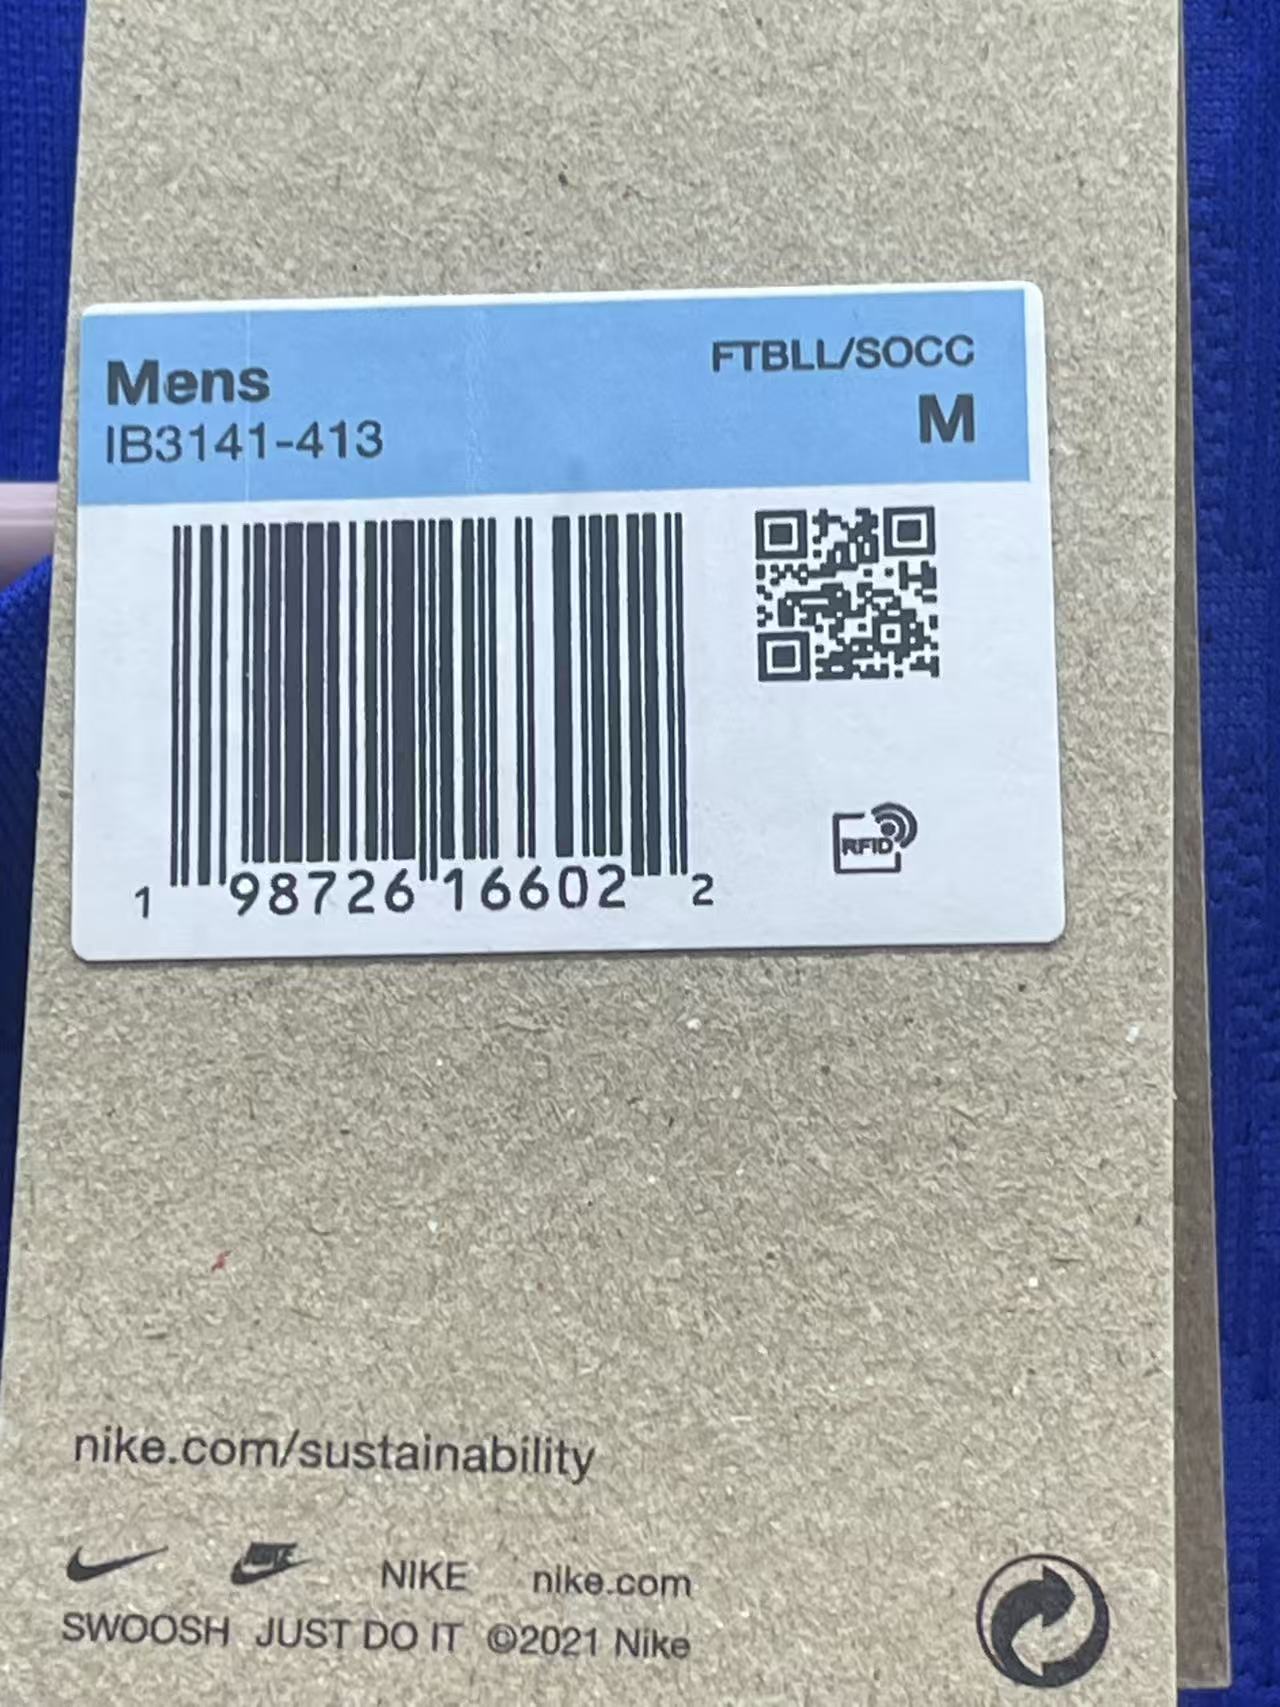 Mens
IB3141-413
FTBLL/SOCC
M
1 98726 16602 2
RFID
nike.com/sustainability
NIKE NIKE nike.com
SWOOSH JUST DO IT ©2021 Nike